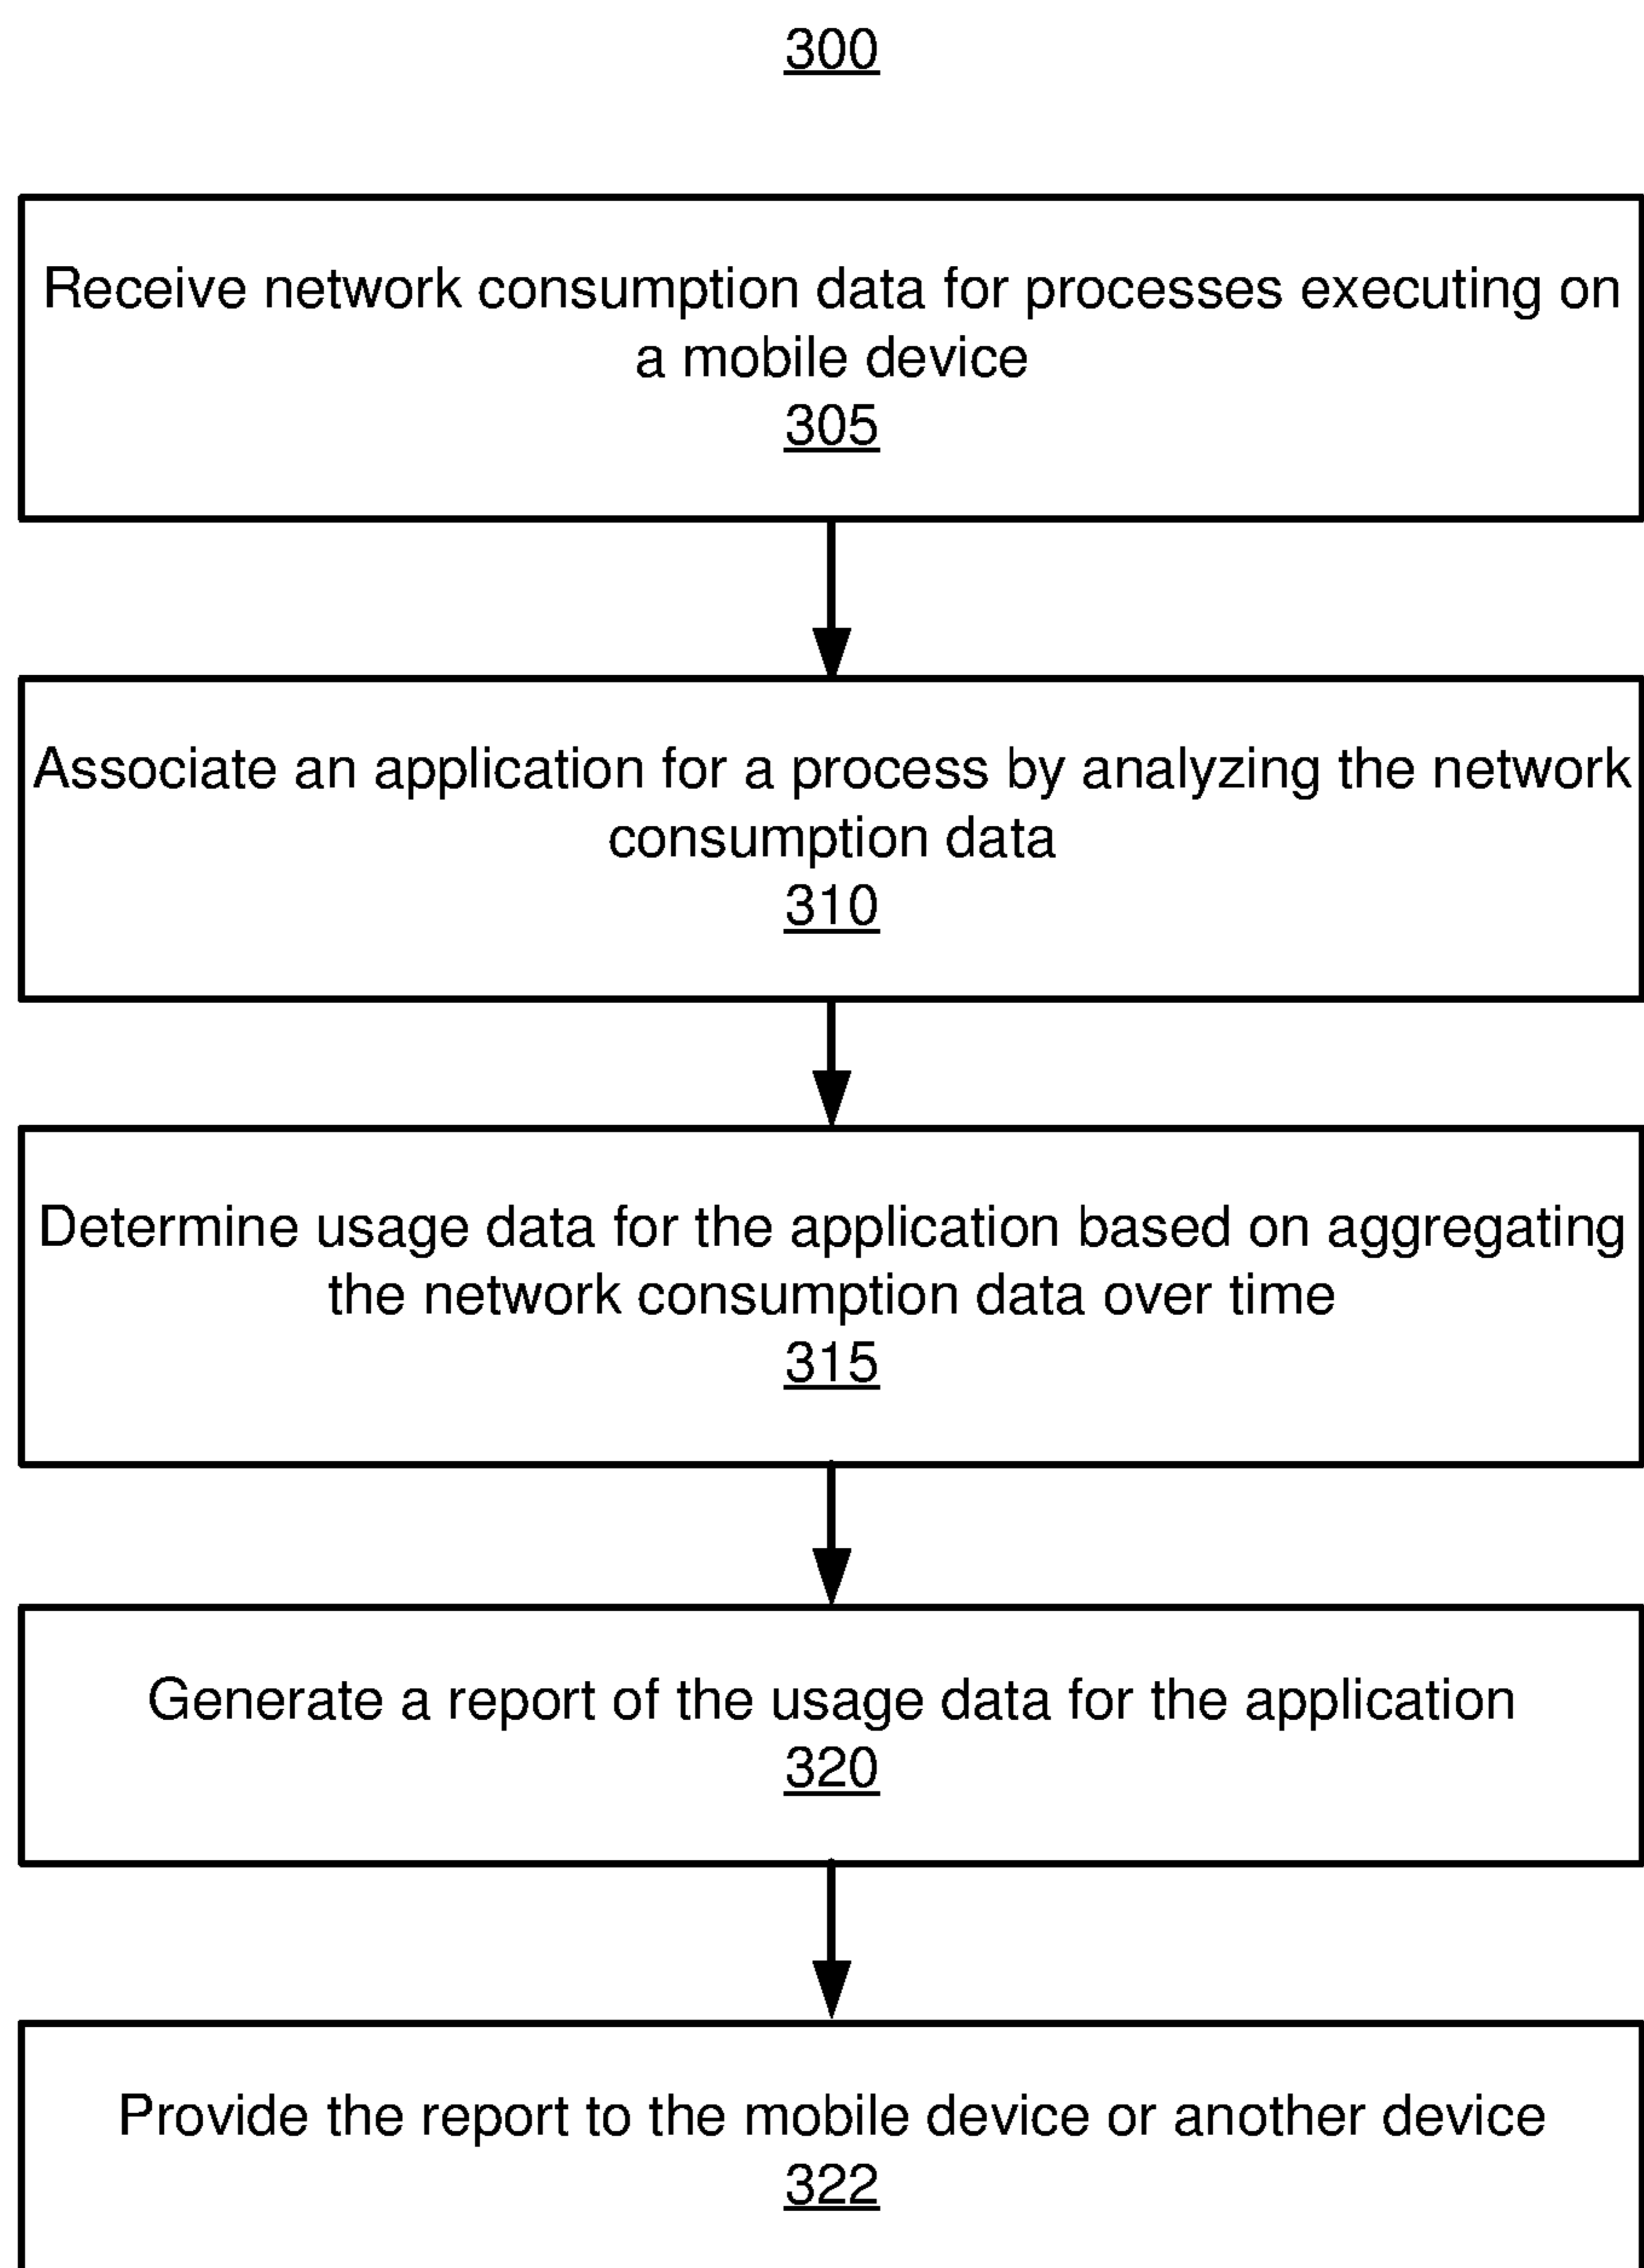 300
Receive network consumption data for processes executing on
a mobile device
305
Associate an application for a process by analyzing the network
consumption data
310
Determine usage data for the application based on aggregating
the network consumption data over time
315
Generate a report of the usage data for the application
320
Provide the report to the mobile device or another device
322